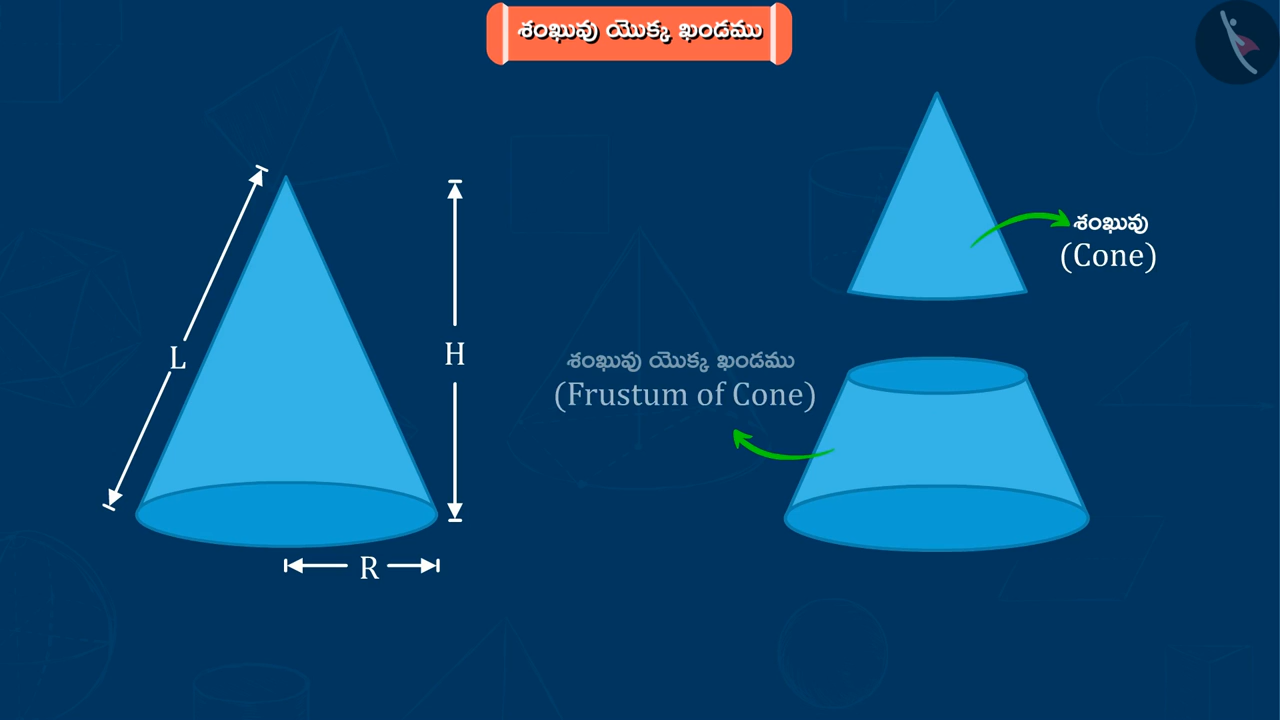 శంఖువు యొక్క ఖండము
L
H
R
శంఖువు
(Cone)
శంఖువు యొక్క ఖండము
(Frustum of Cone)